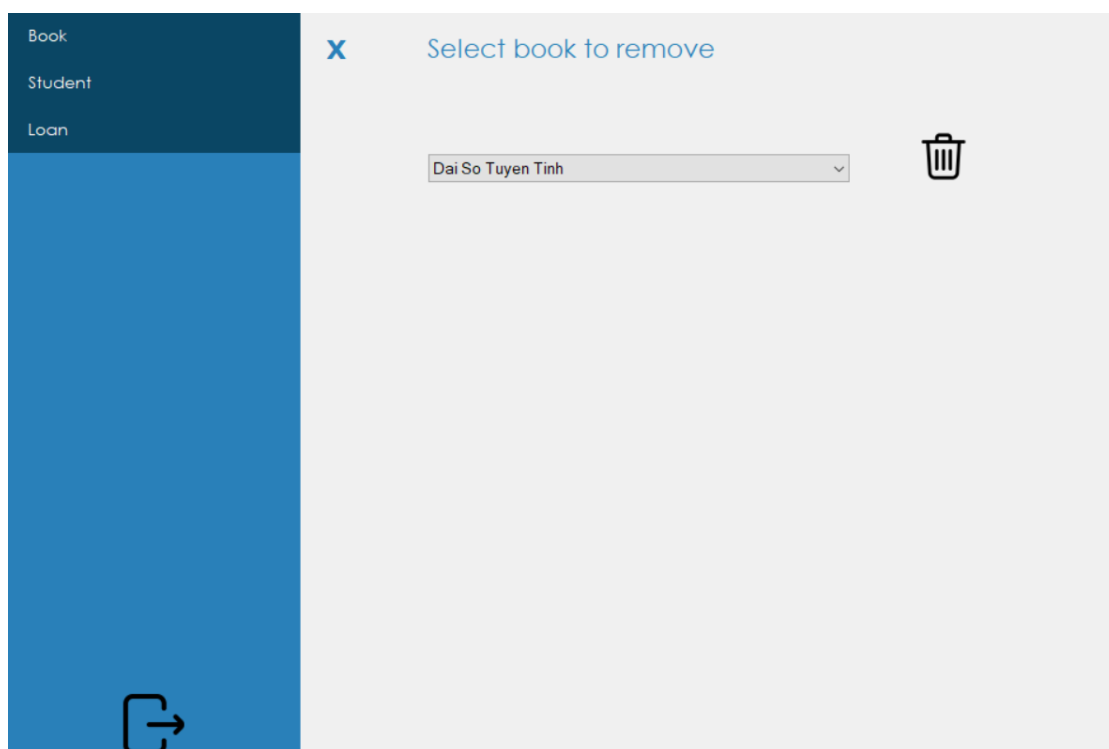 Book
Student
Loan
X
Select book to remove
Dai So Tuyen Tinh